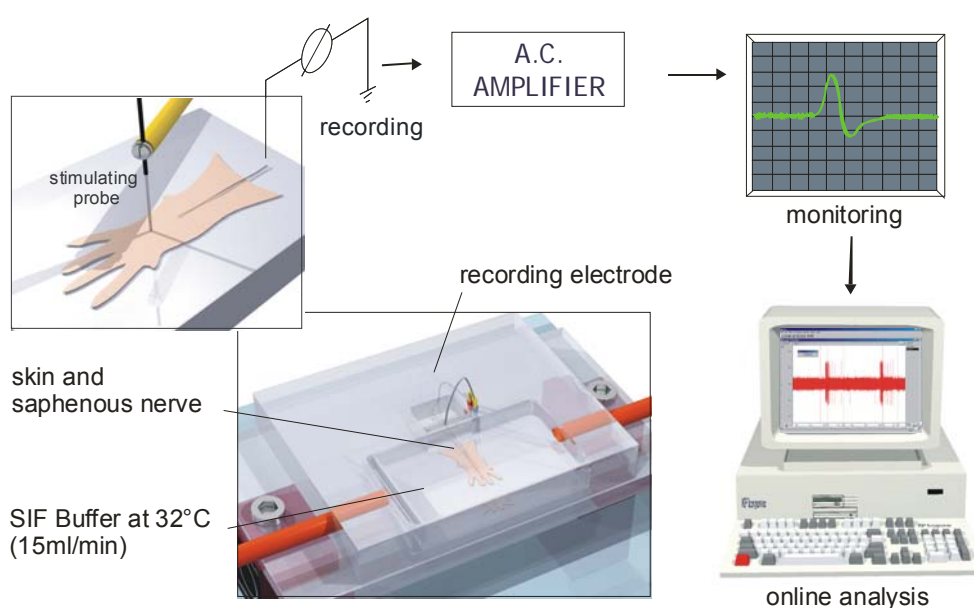 A.C.
AMPLIFIER
recording
stimulating
probe
monitoring
recording electrode
skin and
saphenous nerve
SIF Buffer at 32°C
(15ml/min)
online analysis